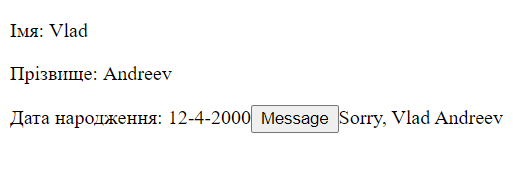 Імя: Vlad
Прізвище: Andreev
Дата народження: 12-4-2000 Message Sorry, Vlad Andreev